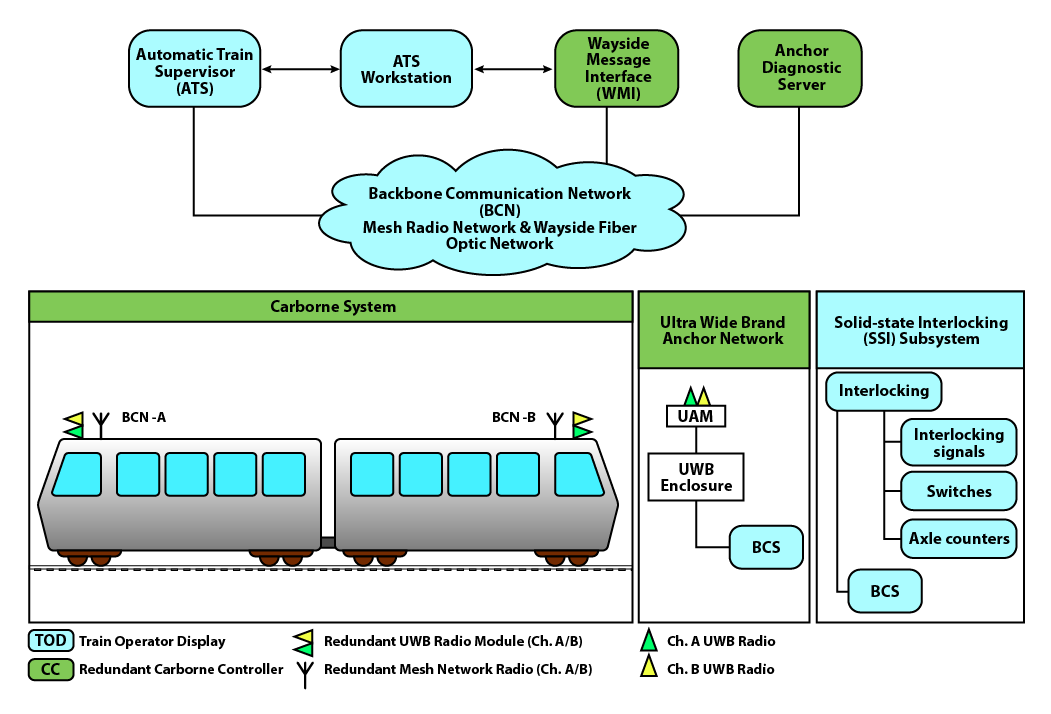 Automatic Train
Supervisor
(ATS)
ATS
Workstation
Wayside
Message
Interface
(WMI)
Anchor
Diagnostic
Server
Backbone Communication Network
(BCN)
Mesh Radio Network & Wayside Fiber
Optic Network
Carborne System
BCN -A
BCN -B
Ultra Wide Brand
Anchor Network
UAM
UWB
Enclosure
BCS
Solid-state Interlocking
(SSI) Subsystem
Interlocking
Interlocking
signals
Switches
Axle counters
BCS
TOD Train Operator Display
CC Redundant Carborne Controller
Redundant UWB Radio Module (Ch. A/B)
Redundant Mesh Network Radio (Ch. A/B)
Ch. A UWB Radio
Ch. B UWB Radio